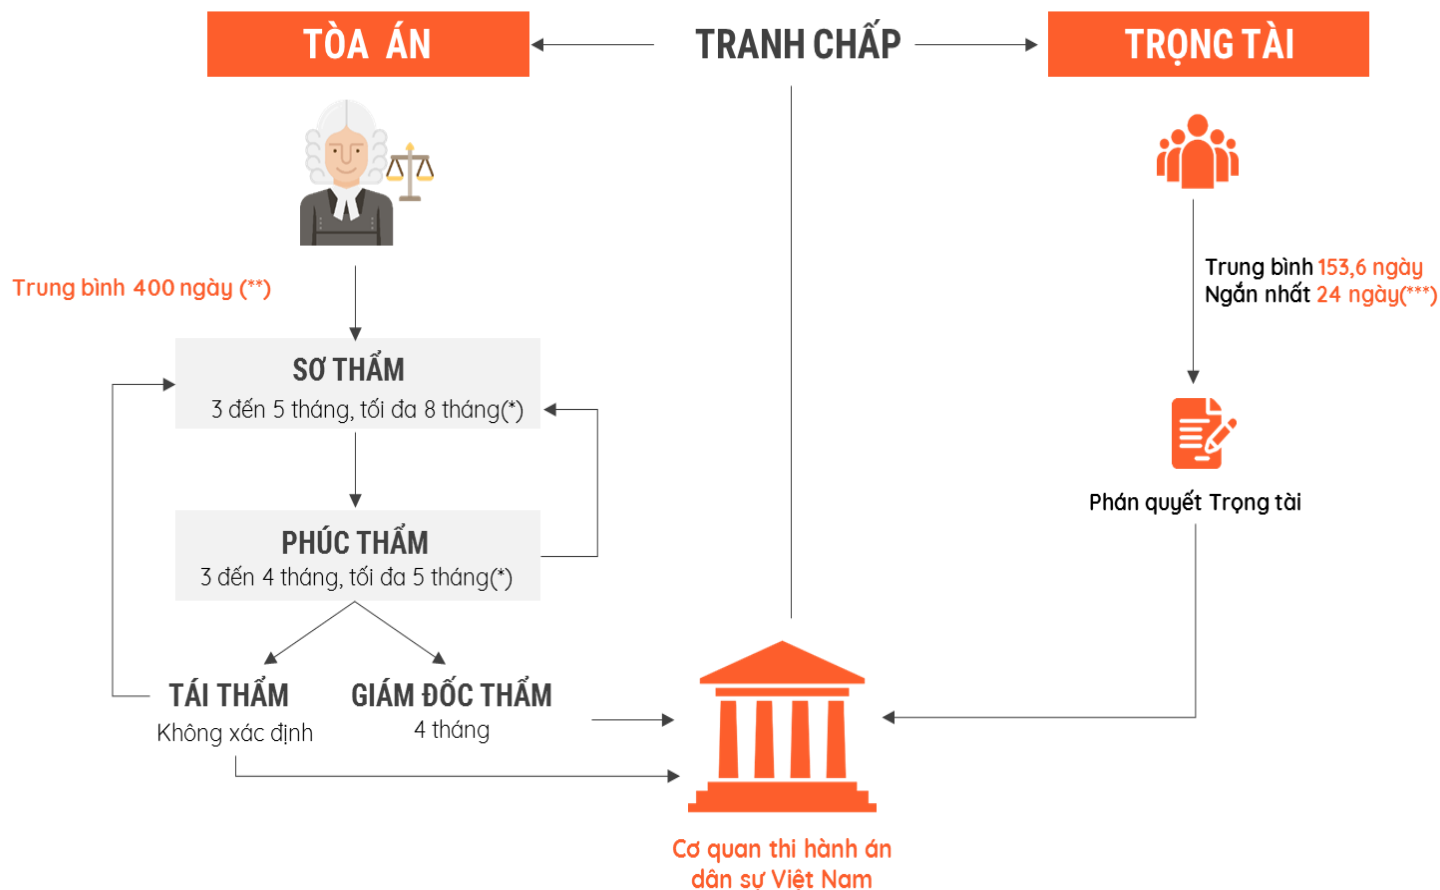 TÒA ÁN
TRANH CHẤP
TRỌNG TÀI
Trung bình 400 ngày (**)
Trung bình 153,6 ngày
Ngắn nhất 24 ngày(***)
SƠ THẨM
3 đến 5 tháng, tối đa 8 tháng(*)
PHÚC THẨM
3 đến 4 tháng, tối đa 5 tháng(*)
Phán quyết Trọng tài
TÁI THẨM
Không xác định
GIÁM ĐỐC THẨM
4 tháng
Cơ quan thi hành án
dân sự Việt Nam